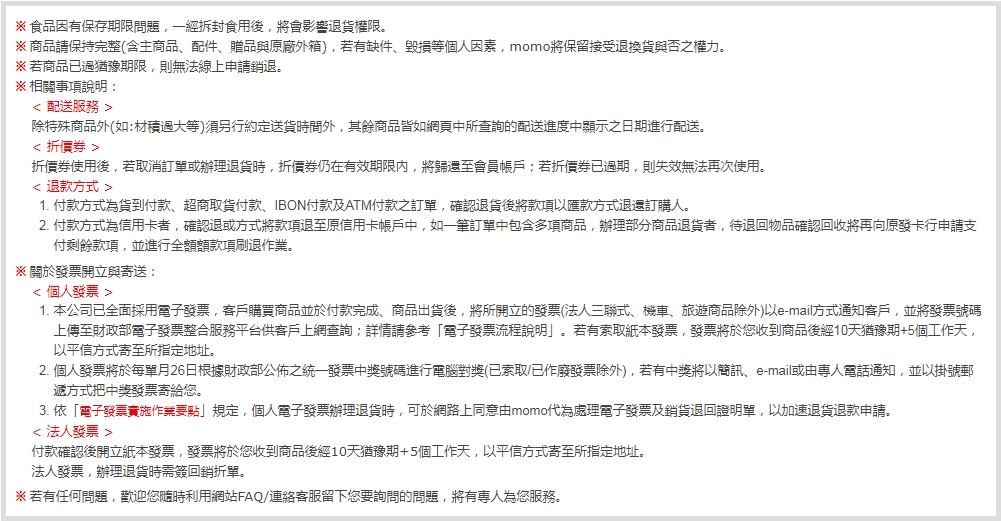 ※ 食品因有保存期限問題，一經拆封食用後，將會影響退貨權限。
※ 商品請保持完整(含主商品、配件、贈品與原廠外箱)，若有缺件、毀損等個人因素，momo將保留接受退換貨與否之權力。
※ 若商品已過猶豫期限，則無法線上申請銷退。
※ 相關事項說明：
< 配送服務 >
除特殊商品外(如:材積過大等)須另行約定送貨時間外，其餘商品皆如網頁中所查詢的配送進度中顯示之日期進行配送。
< 折價券 >
折價券使用後，若取消訂單或辦理退貨時，折價券仍在有效期限內，將歸還至會員帳戶；若折價券已過期，則失效無法再次使用。
< 退款方式 >
1. 付款方式為貨到付款、超商取貨付款、IBON付款及ATM付款之訂單，確認退貨後將款項以匯款方式退還訂購人。
2. 付款方式為信用卡者，確認退或方式將款項退至原信用卡帳戶中，如一筆訂單中包含多項商品，辦理部分商品退貨者，待退回物品確認回收將再向原發卡行申請支
付剩餘款項，並進行全額額款項刷退作業。
※ 關於發票開立與寄送：
< 個人發票 >
1. 本公司已全面採用電子發票，客戶購買商品並於付款完成、商品出貨後，將所開立的發票(法人三聯式、機車、旅遊商品除外)以e-mail方式通知客戶，並將發票號碼
上傳至財政部電子發票整合服務平台供客戶上網查詢；詳情請參考「電子發票流程說明」。若有索取紙本發票，發票將於您收到商品後經10天猶豫期+5個工作天，
以平信方式寄至所指定地址。
2. 個人發票將於每單月26日根據財政部公佈之統一發票中獎號碼進行電腦對獎(已索取/已作廢發票除外)，若有中獎將以簡訊、e-mail或由專人電話通知，並以掛號郵
遞方式把中獎發票寄給您。
3. 依「電子發票實施作業要點」規定，個人電子發票辦理退貨時，可於網路上同意由momo代為處理電子發票及銷貨退回證明單，以加速退貨退款申請。
< 法人發票 >
付款確認後開立紙本發票，發票將於您收到商品後經10天猶豫期+5個工作天，以平信方式寄至所指定地址。
法人發票，辦理退貨時需簽回銷折單。
※ 若有任何問題，歡迎您隨時利用網站FAQ/連絡客服留下您要詢問的問題，將有專人為您服務。